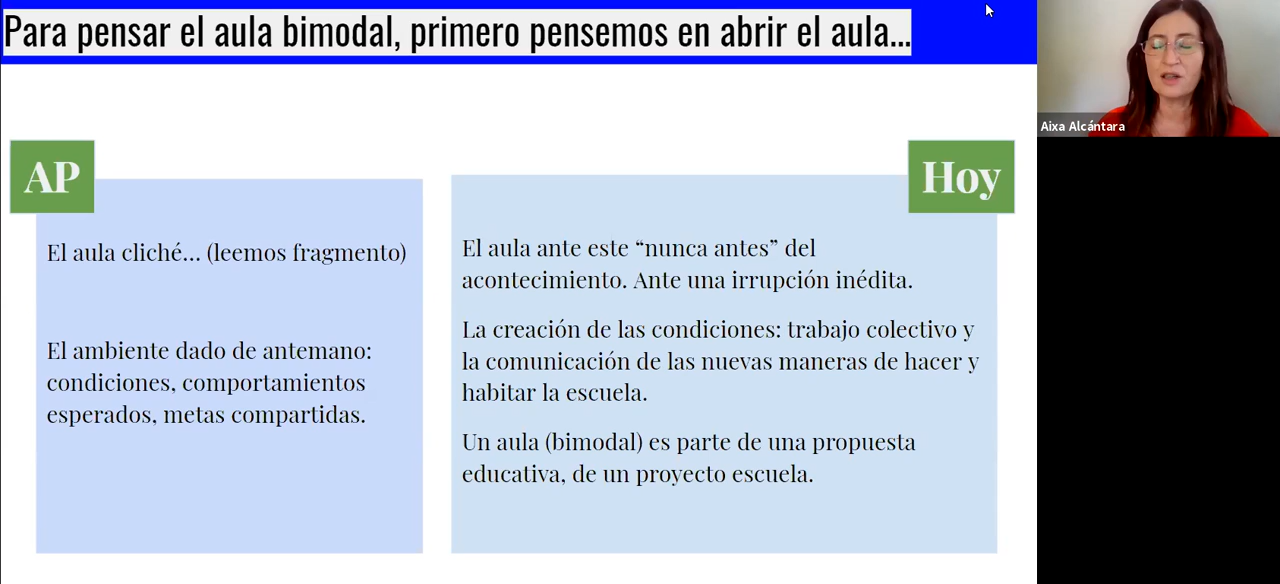 Para pensar el aula bimodal, primero pensemos en abrir el aula...
Aixa Alcántara
AP
El aula cliché... (leemos fragmento)
El ambiente dado de antemano:
condiciones, comportamientos
esperados, metas compartidas.
Hoy
El aula ante este “nunca antes” del
acontecimiento. Ante una irrupción inédita.
La creación de las condiciones: trabajo colectivo y
la comunicación de las nuevas maneras de hacer y
habitar la escuela.
Un aula (bimodal) es parte de una propuesta
educativa, de un proyecto escuela.